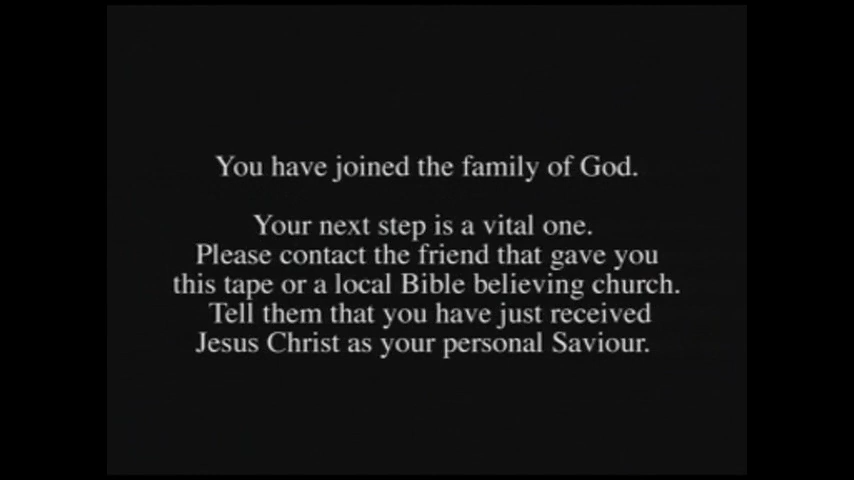 You have joined the family of God.
Your next step is a vital one.
Please contact the friend that gave you
this tape or a local Bible believing church.
Tell them that you have just received
Jesus Christ as your personal Saviour.